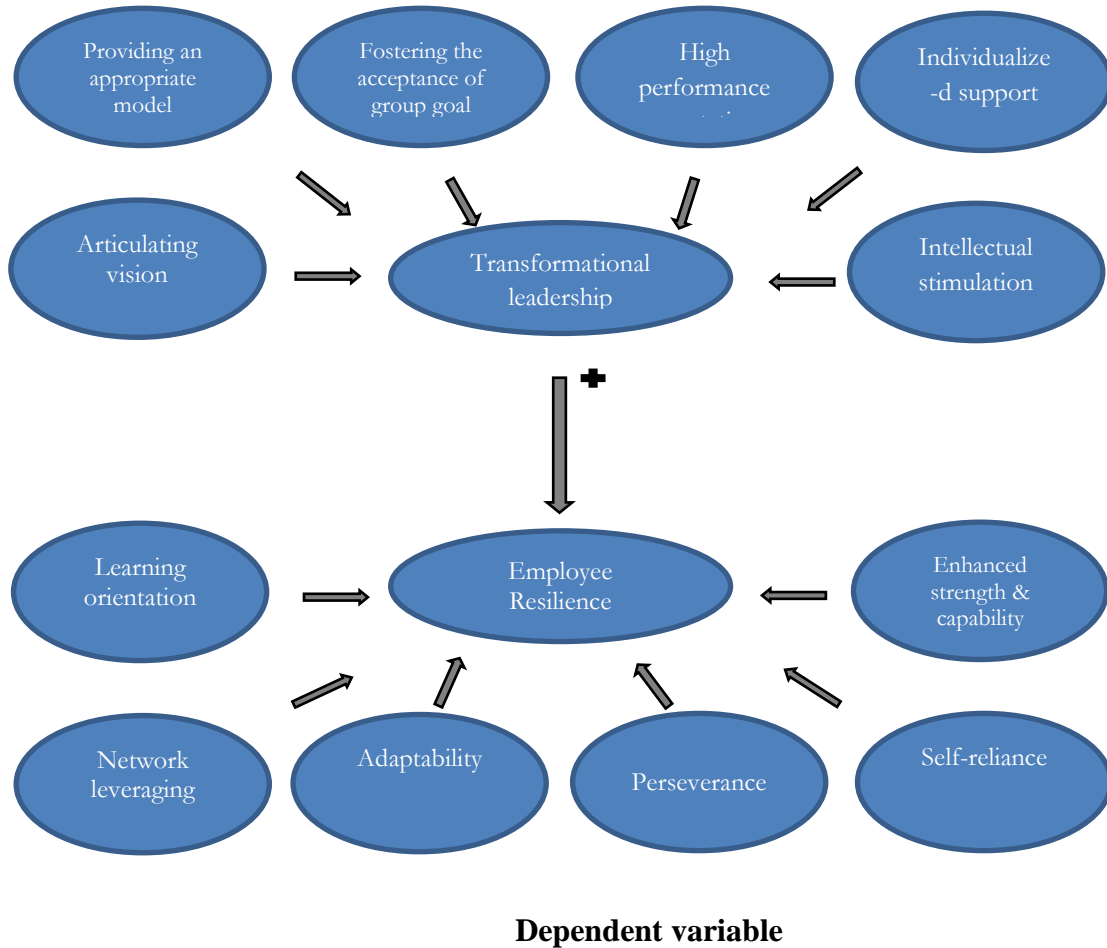 Providing an
appropriate
model
Fostering the
acceptance of
group goal
High
performance
Individualize
-d support
Articulating
vision
Transformational
leadership
Intellectual
stimulation
Learning
orientation
Employee
Resilience
Enhanced
strength &
capability
Network
leveraging
Adaptability
Perseverance
Self-reliance
Dependent variable